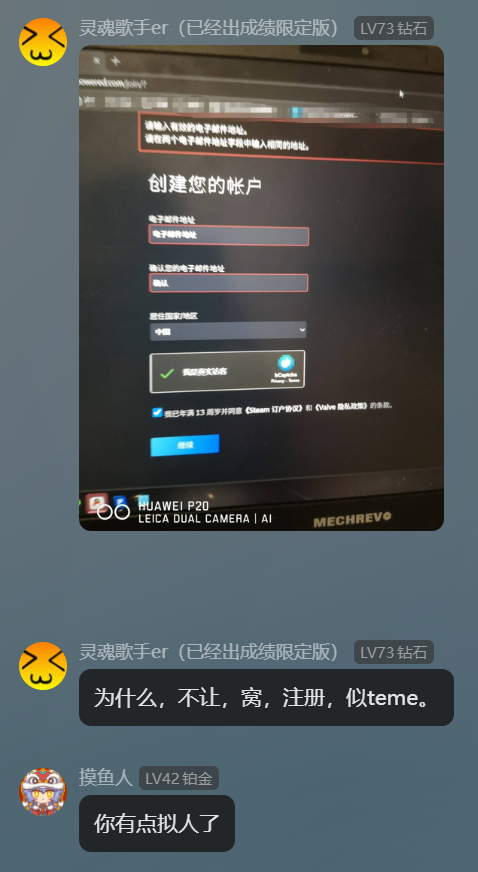 灵魂歌手er（已经出成绩限定版）
LV73 钻石
owered.com/join/?
请输入有效的电子邮件地址。
请在两个电子邮件地址字段中输入相同的地址。
创建您的帐户
电子邮件地址
电子邮件地址
确认您的电子邮件地址
确认
居住国家/地区
中国
我是真实访客
hCaptcha
Privacy - Terms
我已年满 13 周岁并同意《Steam 订户协议》和《Valve 隐私政策》的条款。
继续
HUAWEI P20
LEICA DUAL CAMERA | AI
MECHREVO
灵魂歌手er（已经出成绩限定版）
LV73 钻石
为什么，不让，窝，注册，似teme。
摸鱼人
LV42 铂金
你有点拟人了